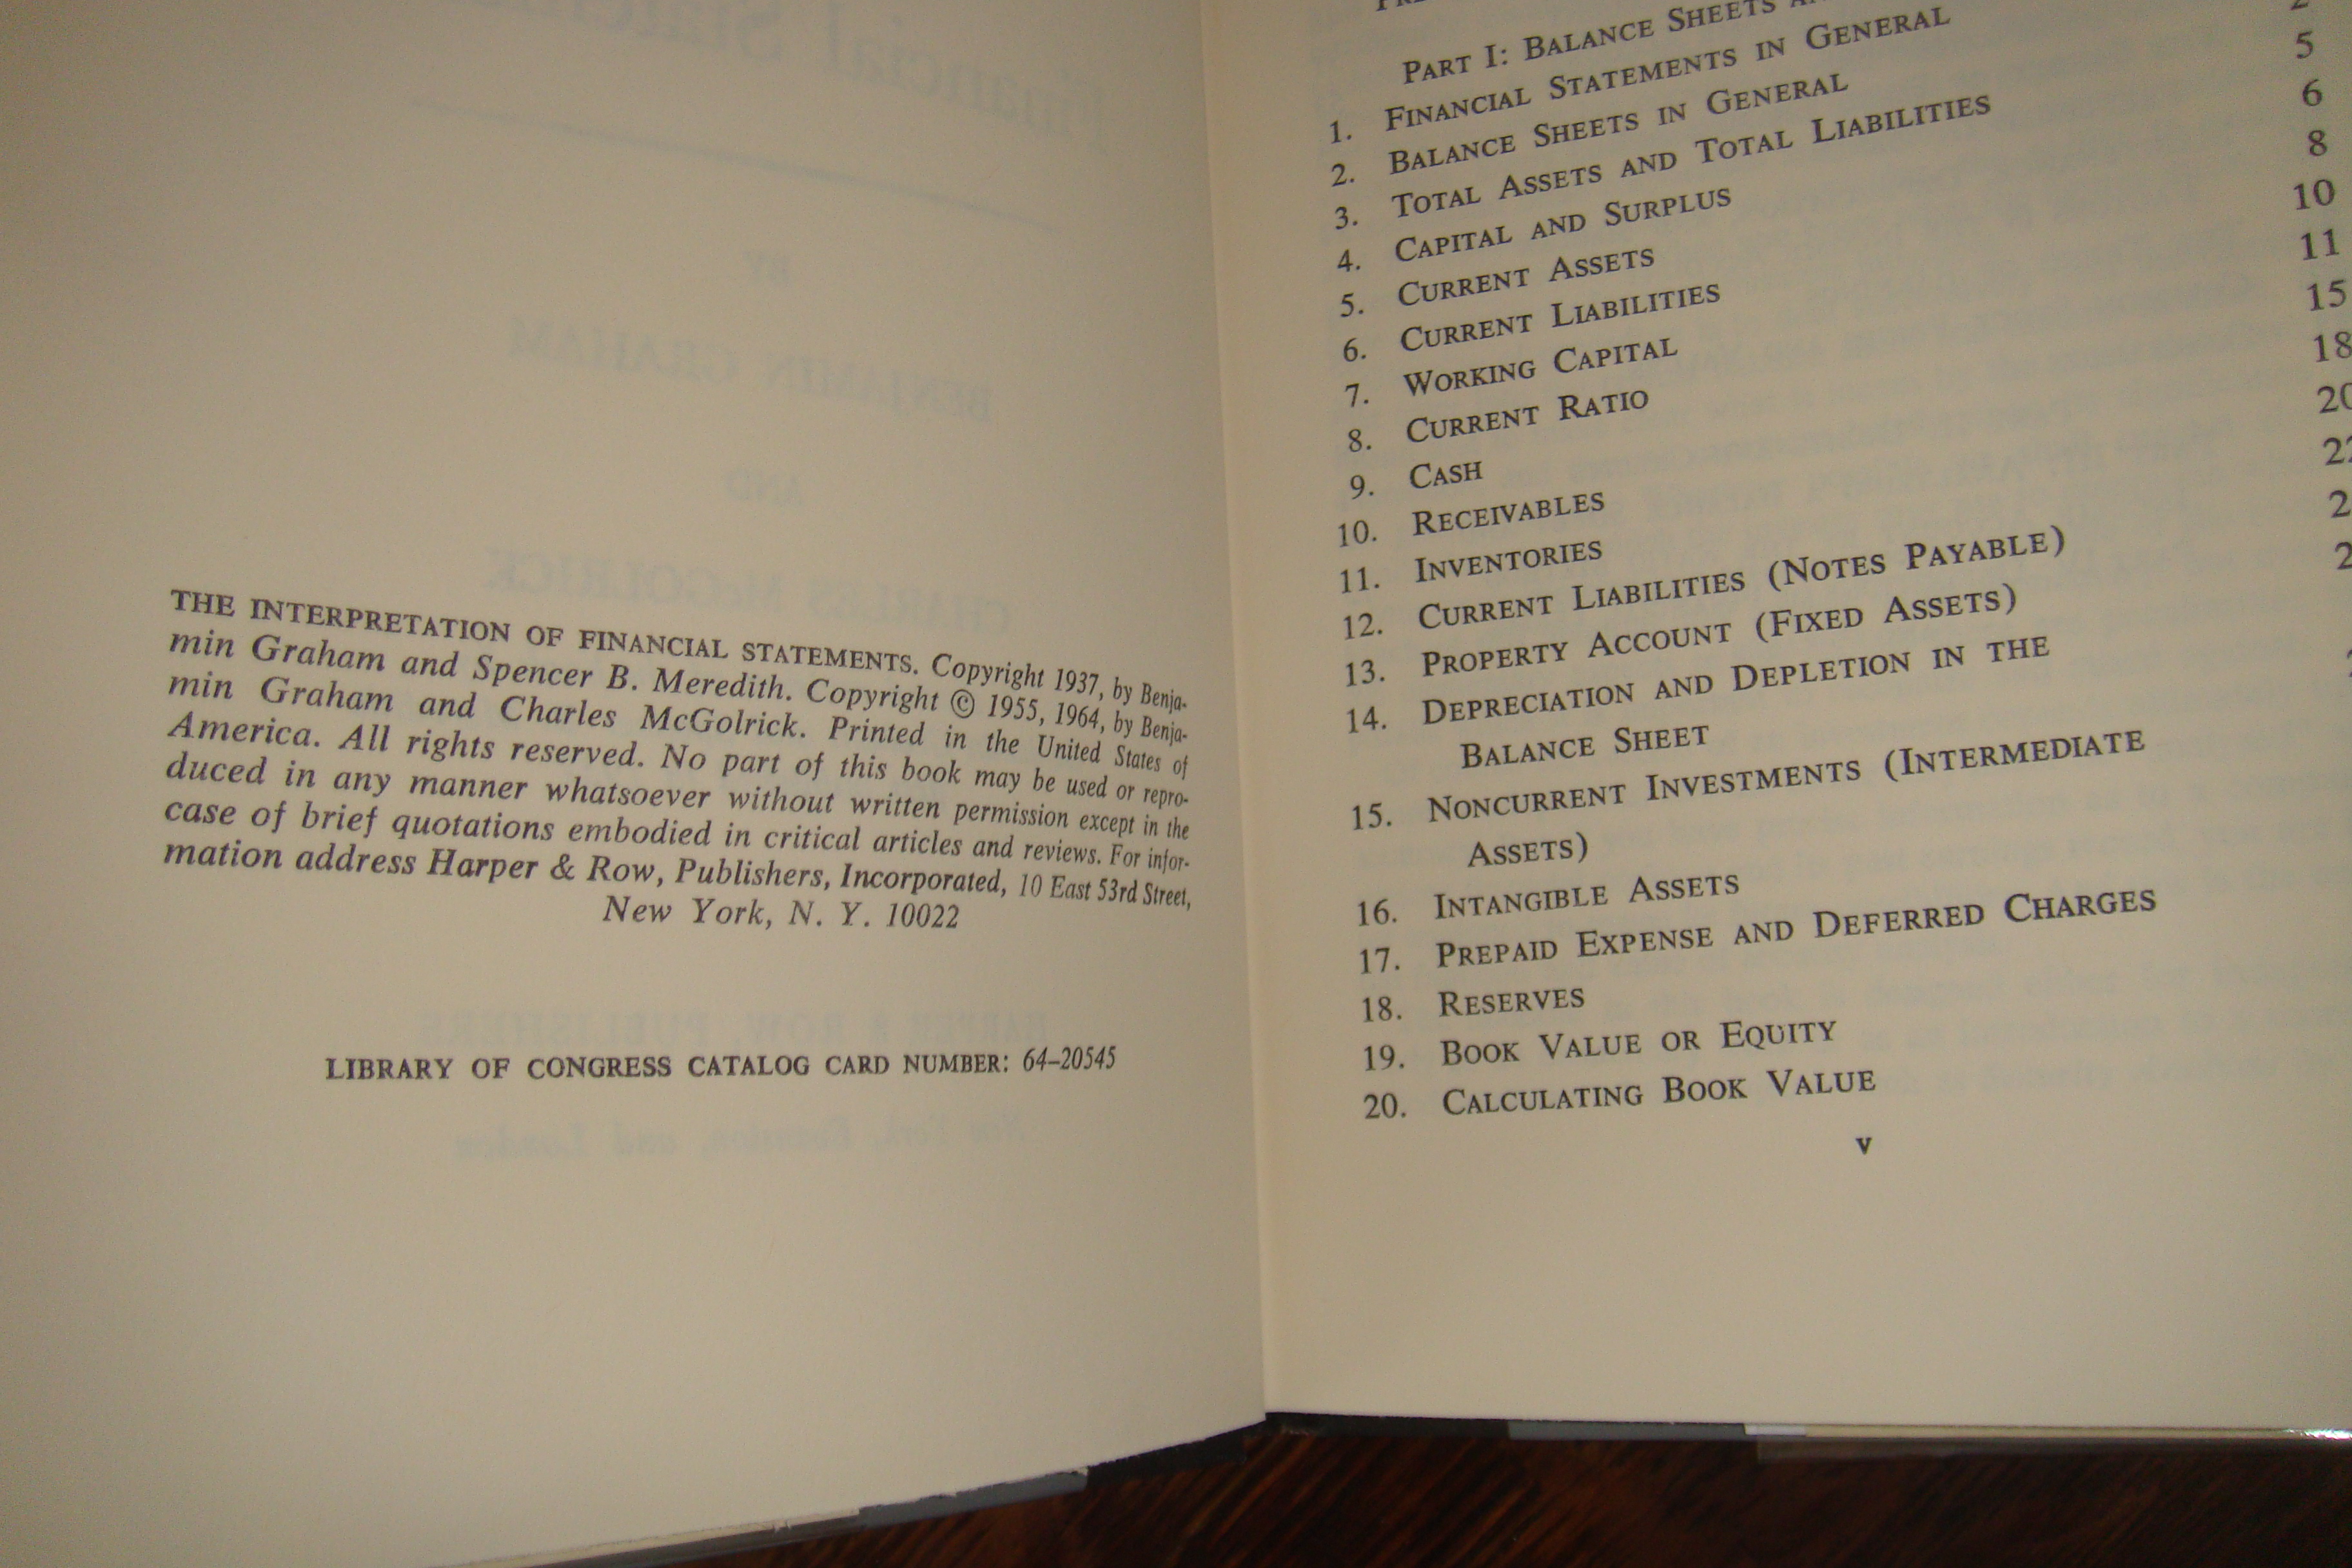 THE INTERPRETATION OF FINANCIAL STATEMENTS. Copyright 1937, by Benja-
min Graham and Spencer B. Meredith. Copyright © 1955, 1964, by Benja-
min Graham and Charles McGolrick. Printed in the United States of
America. All rights reserved. No part of this book may be used or repro-
duced in any manner whatsoever without written permission except in the
case of brief quotations embodied in critical articles and reviews. For infor-
mation address Harper & Row, Publishers, Incorporated, 10 East 53rd Street,
New York, N. Y. 10022
LIBRARY OF CONGRESS CATALOG CARD NUMBER: 64–20545
PART I: BALANCE SHEETS
1. FINANCIAL STATEMENTS IN GENERAL
2. BALANCE SHEETS IN GENERAL 5
3. TOTAL ASSETS AND TOTAL LIABILITIES 6
4. CAPITAL AND SURPLUS 8
5. CURRENT ASSETS 10
6. CURRENT LIABILITIES 11
7. WORKING CAPITAL 15
8. CURRENT RATIO 18
9. CASH 20
10. RECEIVABLES
11. INVENTORIES
12. CURRENT LIABILITIES (NOTES PAYABLE)
13. PROPERTY ACCOUNT (FIXED ASSETS)
14. DEPRECIATION AND DEPLETION IN THE
BALANCE SHEET
15. NONCURRENT INVESTMENTS (INTERMEDIATE
ASSETS)
16. INTANGIBLE ASSETS
17. PREPAID EXPENSE AND DEFERRED CHARGES
18. RESERVES
19. BOOK VALUE OR EQUITY
20. CALCULATING BOOK VALUE
v